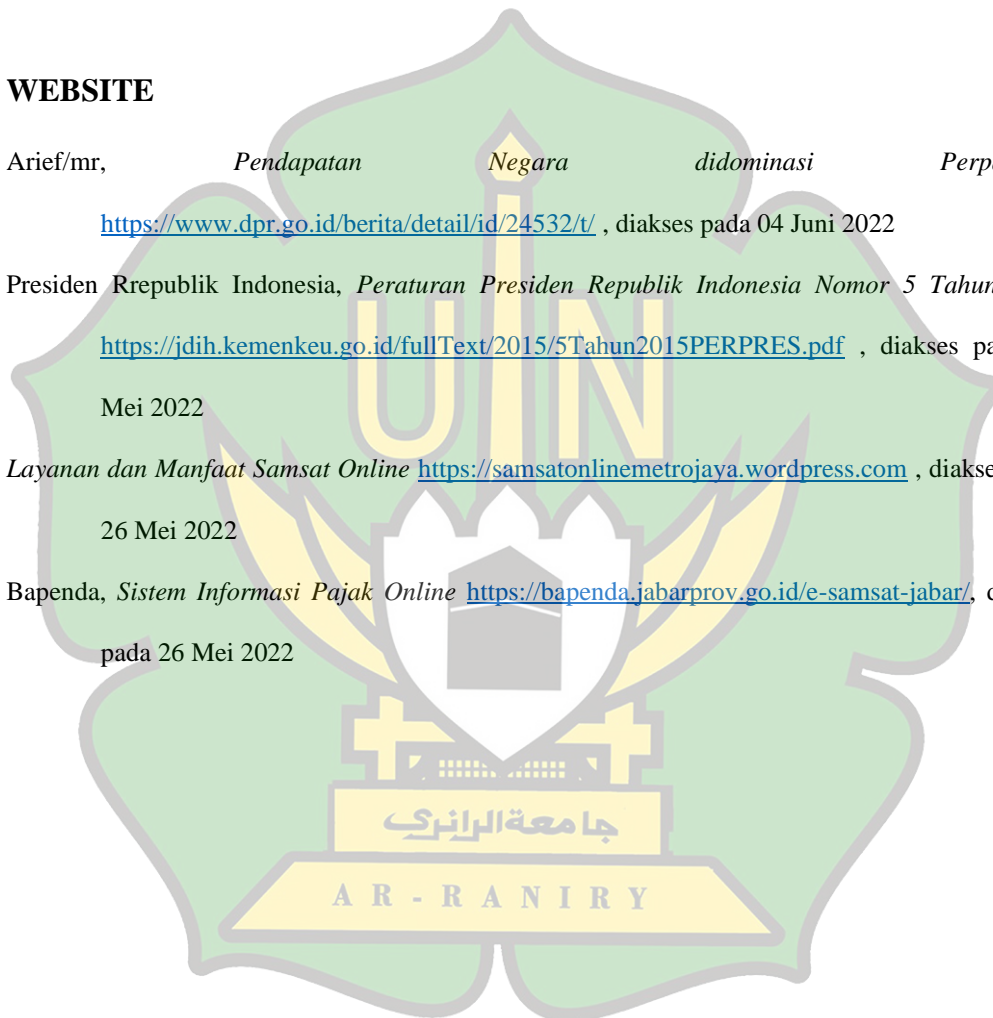 WEBSITE
Arief/mr, Pendapatan Negara didominasi
https://www.dpr.go.id/berita/detail/id/24532/t/ , diakses pada 04 Juni 2022
Presiden Rrepublik Indonesia, Peraturan Presiden Republik Indonesia Nomor 5 Tahun
https://jdih.kemenkeu.go.id/fullText/2015/5Tahun2015PERPRES.pdf , diakses
Mei 2022
Layanan dan Manfaat Samsat Online https://samsatonlinemetrojaya.wordpress.com ,
26 Mei 2022
Bapenda, Sistem Informasi Pajak Online https://bapenda.jabarprov.go.id/e-samsat-jabar/,
pada 26 Mei 2022
UIN
جامعة الرانري
AR-RANIRY